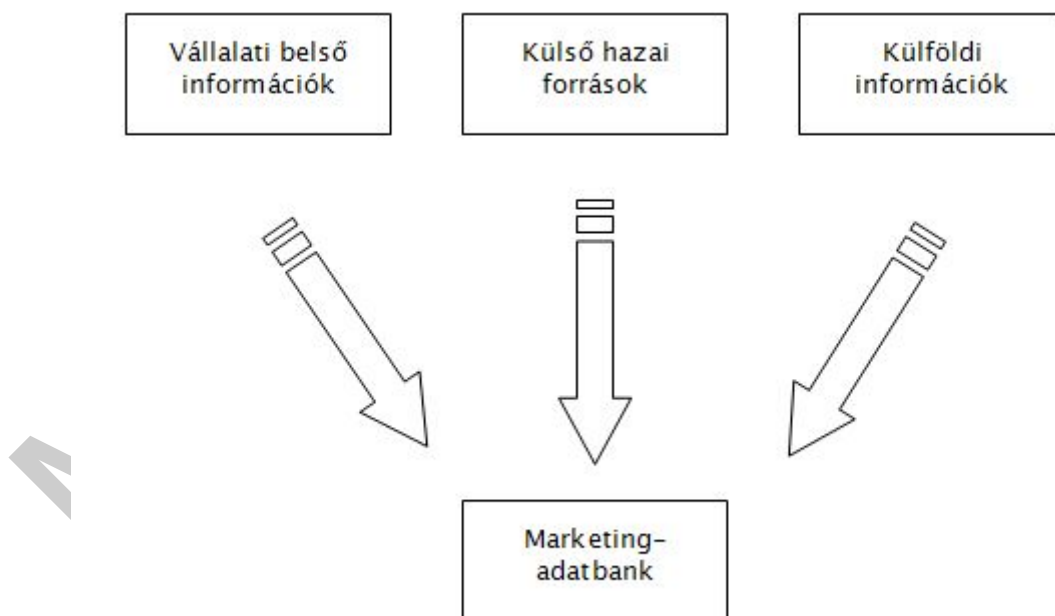 Vállalati belső
információk
Külső hazai
források
Külföldi
információk
Marketing-
adatbank